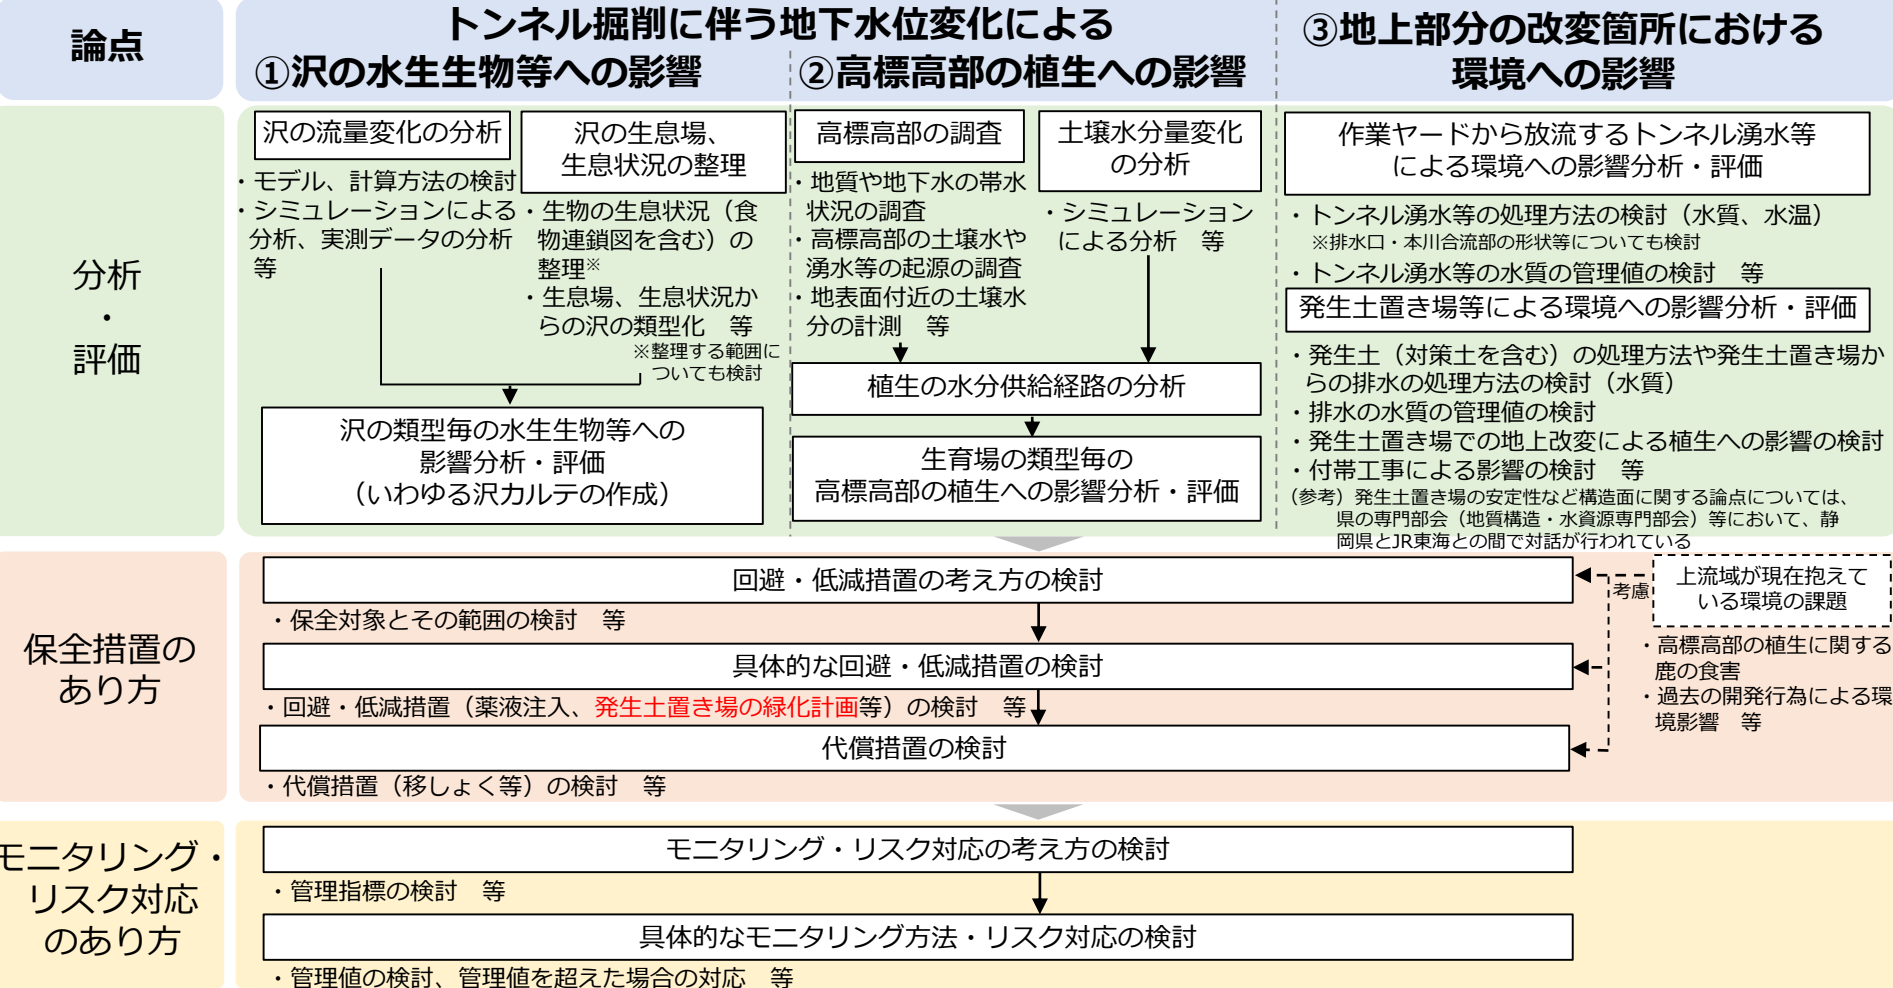 論点
トンネル掘削に伴う地下水位変化による
①沢の水生生物等への影響
②高標高部の植生への影響
③地上部分の改変箇所における
環境への影響
分析
・
評価
沢の流量変化の分析
・モデル、計算方法の検討
・シミュレーションによる
分析、実測データの分析
等
沢の生息場、
生息状況の整理
・生物の生息状況（食
物連鎖図を含む）の
整理※
・生息場、生息状況か
らの沢の類型化　等
※整理する範囲に
ついても検討
沢の類型毎の水生生物等への
影響分析・評価
（いわゆる沢カルテの作成）
高標高部の調査
・地質や地下水の帯水
状況の調査
・高標高部の土壌水や
湧水等の起源の調査
・地表面付近の土壌水
分の計測　等
土壌水分量変化
の分析
・シミュレーション
による分析　等
植生の水分供給経路の分析
生育場の類型毎の
高標高部の植生への影響分析・評価
作業ヤードから放流するトンネル湧水等
による環境への影響分析・評価
・トンネル湧水等の処理方法の検討（水質、水温）
※排水口・本川合流部の形状等についても検討
・トンネル湧水等の水質の管理値の検討　等
発生土置き場等による環境への影響分析・評価
・発生土（対策土を含む）の処理方法や発生土置き場か
らの排水の処理方法の検討（水質）
・排水の水質の管理値の検討
・発生土置き場での地上改変による植生への影響の検討
・付帯工事による影響の検討　等
（参考）発生土置き場の安定性など構造面に関する論点については、
県の専門部会（地質構造・水資源専門部会）等において、静
岡県とJR東海との間で対話が行われている
保全措置の
あり方
回避・低減措置の考え方の検討
・保全対象とその範囲の検討　等
具体的な回避・低減措置の検討
・回避・低減措置（薬液注入、発生土置き場の緑化計画等）の検討　等
代償措置の検討
・代償措置（移しょく等）の検討　等
考慮
上流域が現在抱えて
いる環境の課題
・高標高部の植生に関する
鹿の食害
・過去の開発行為による環
境影響　等
モニタリング・
リスク対応
のあり方
モニタリング・リスク対応の考え方の検討
・管理指標の検討　等
具体的なモニタリング方法・リスク対応の検討
・管理値の検討、管理値を超えた場合の対応　等